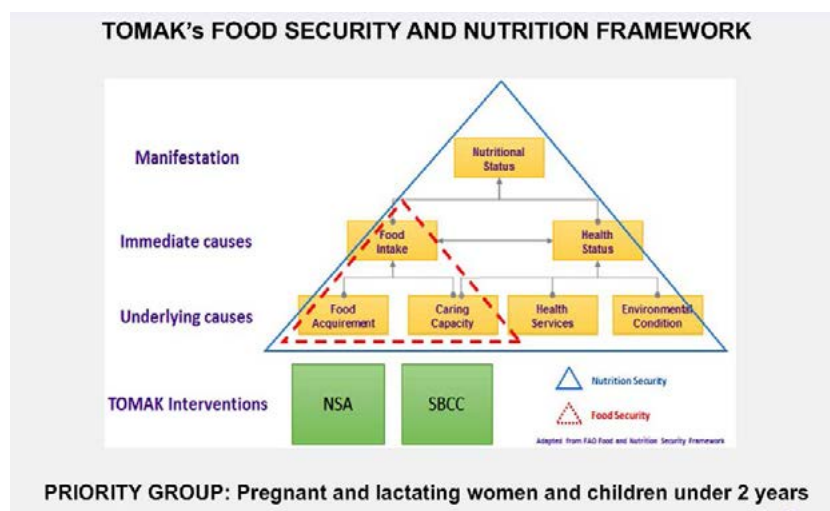 TOMAK's FOOD SECURITY AND NUTRITION FRAMEWORK
Manifestation
Nutritional
Status
Immediate causes
Food
Intake
Health
Status
Underlying causes
Food
Acquirement
Caring
Capacity
Health
Services
Environmental
Condition
TOMAK Interventions
NSA
SBCC
Nutrition Security
Food Security
Adapted from FAO Food and Nutrition Security Framework
PRIORITY GROUP: Pregnant and lactating women and children under 2 years